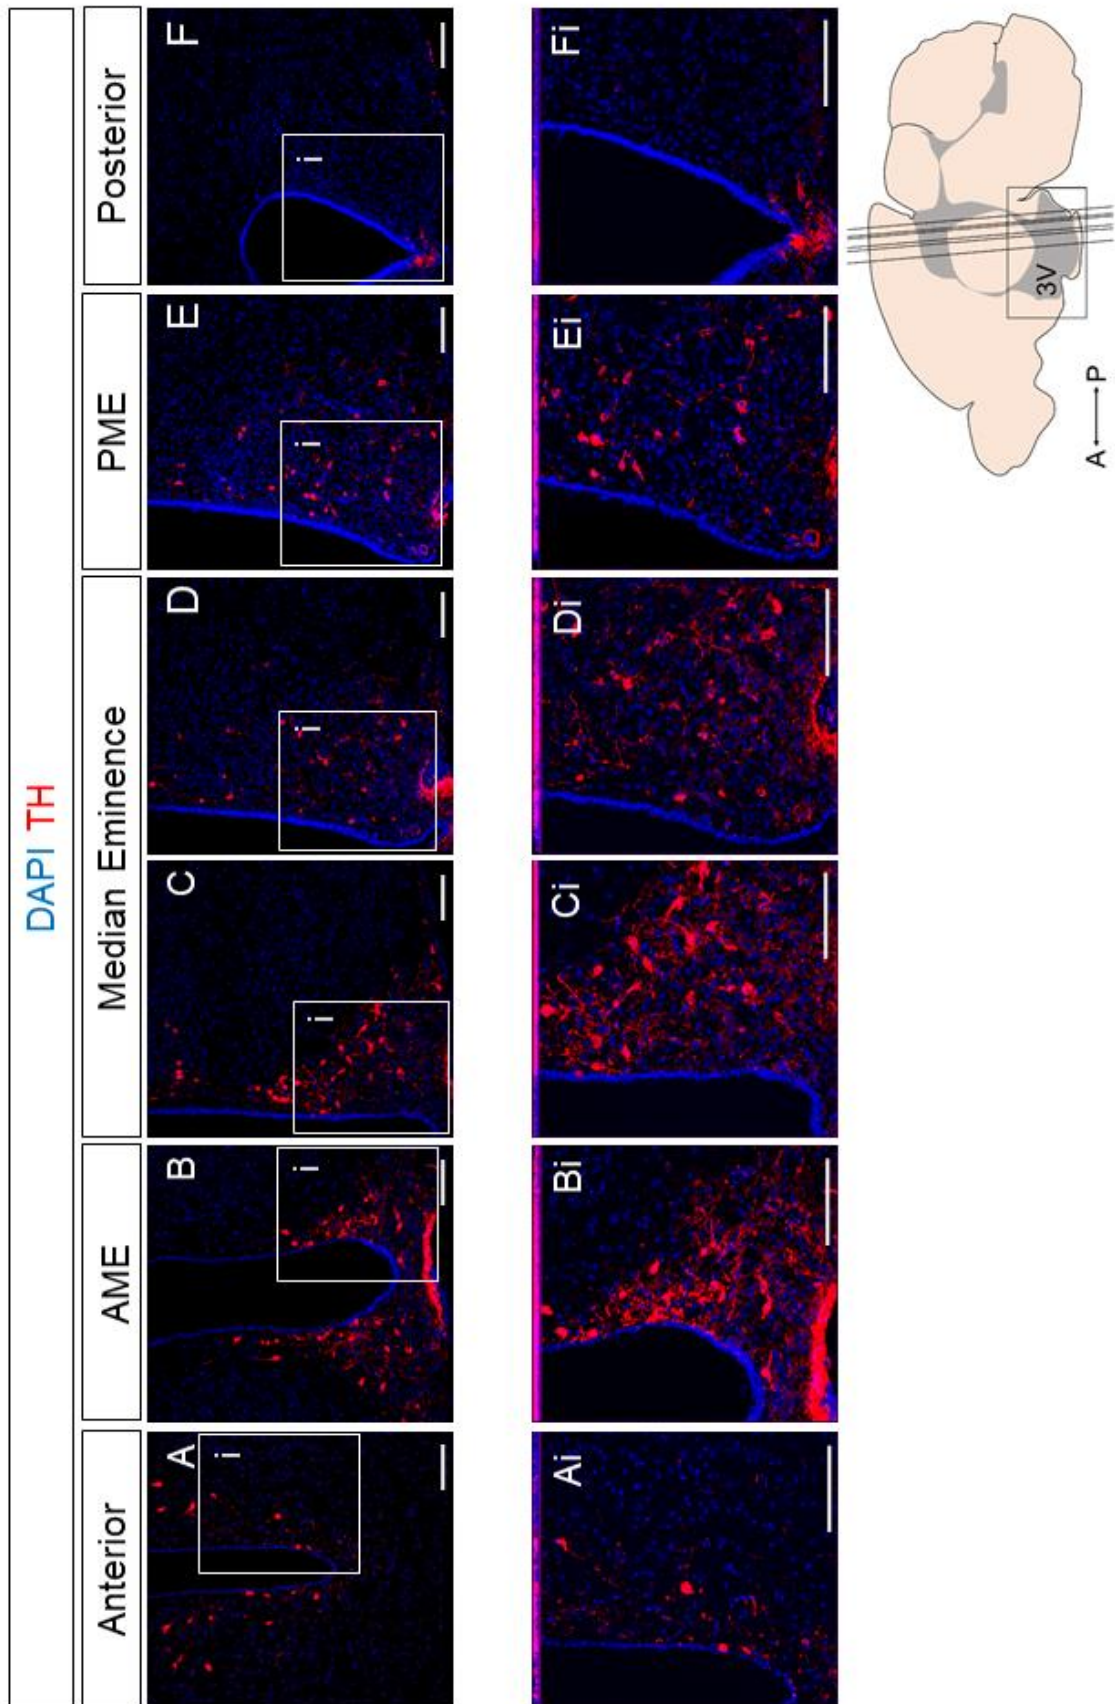 DAPI TH
Anterior AME Median Eminence PME Posterior
A B C D E F
i i i i i i
Ai Bi Ci Di Ei Fi
3V
A P